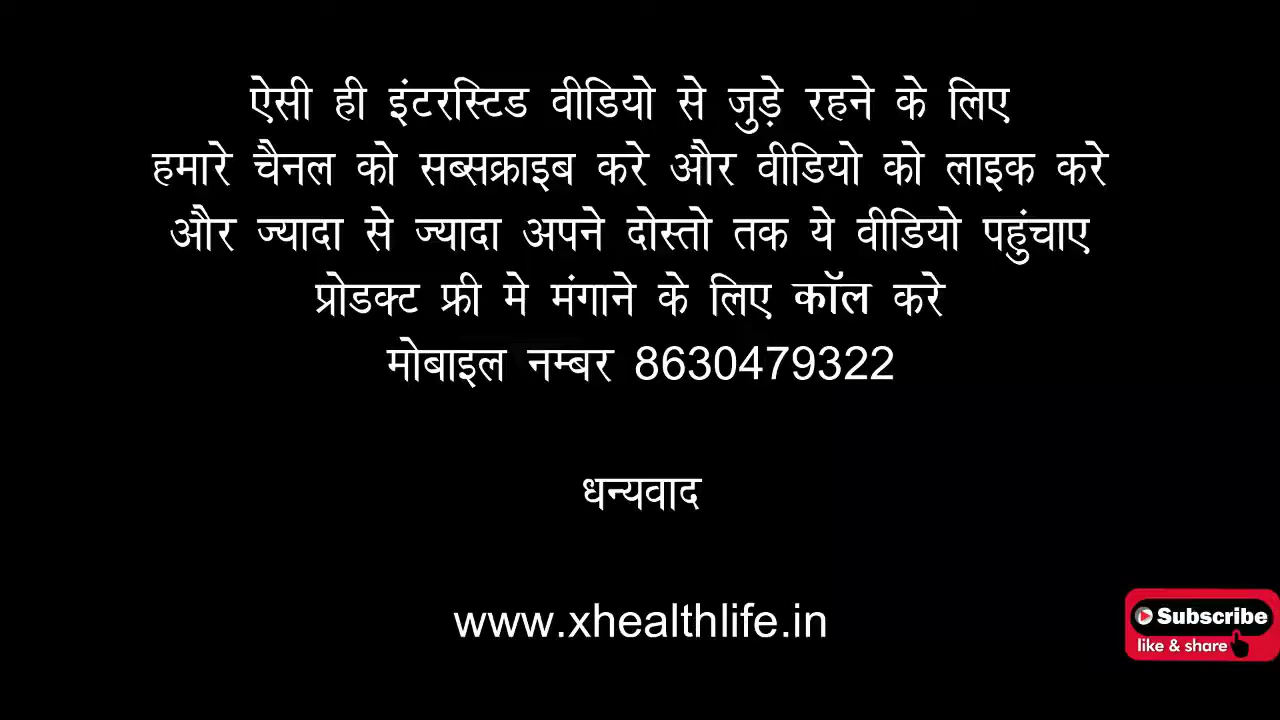 ऐसी ही इंटरस्टिड वीडियो से जुड़े रहने के लिए
हमारे चैनल को सब्सक्राइब करे और वीडियो को लाइक करे
और ज्यादा से ज्यादा अपने दोस्तो तक ये वीडियो पहुंचाए
प्रोडक्ट फ्री मे मंगाने के लिए कॉल करे
मोबाइल नम्बर 8630479322
धन्यवाद
www.xhealthlife.in
Subscribe
like & share